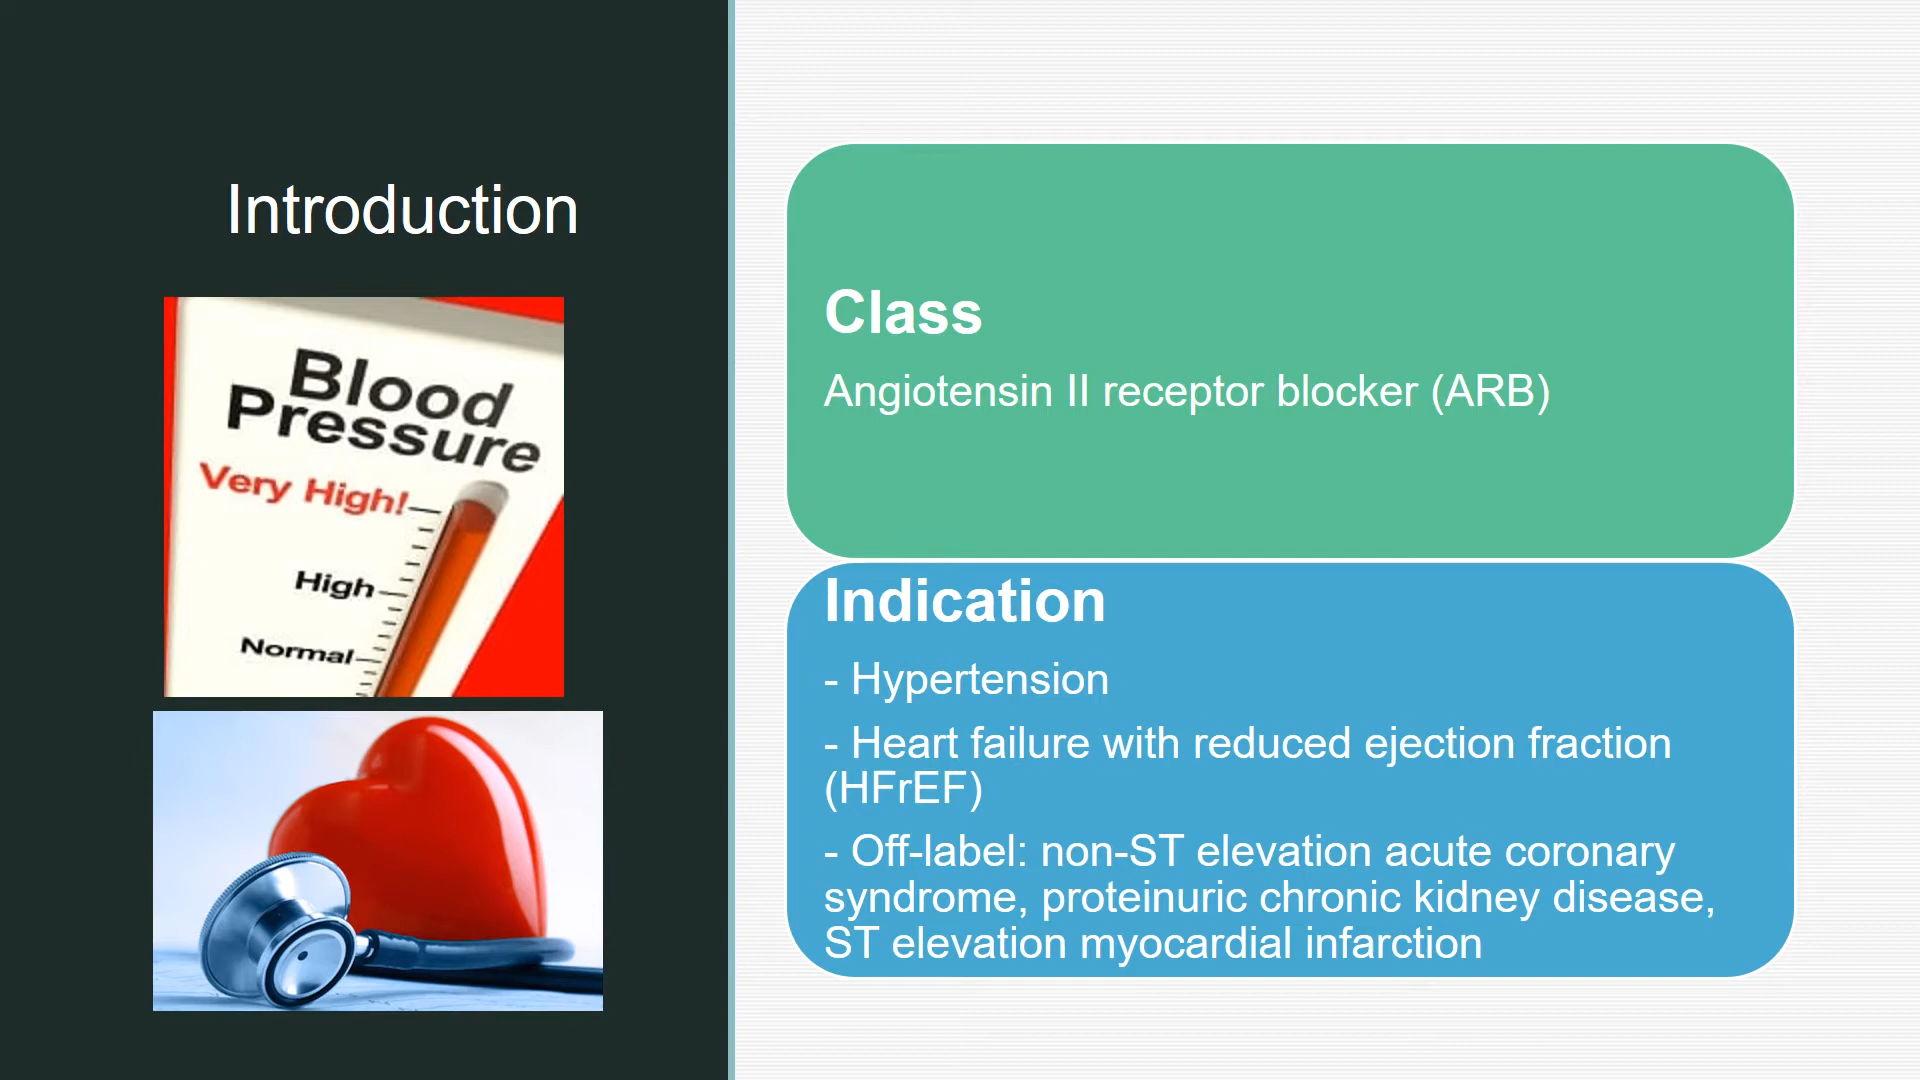 Introduction
Blood
Pressure
Very High!
High
Normal
Class
Angiotensin II receptor blocker (ARB)
Indication
- Hypertension
- Heart failure with reduced ejection fraction
(HFrEF)
- Off-label: non-ST elevation acute coronary
syndrome, proteinuric chronic kidney disease,
ST elevation myocardial infarction